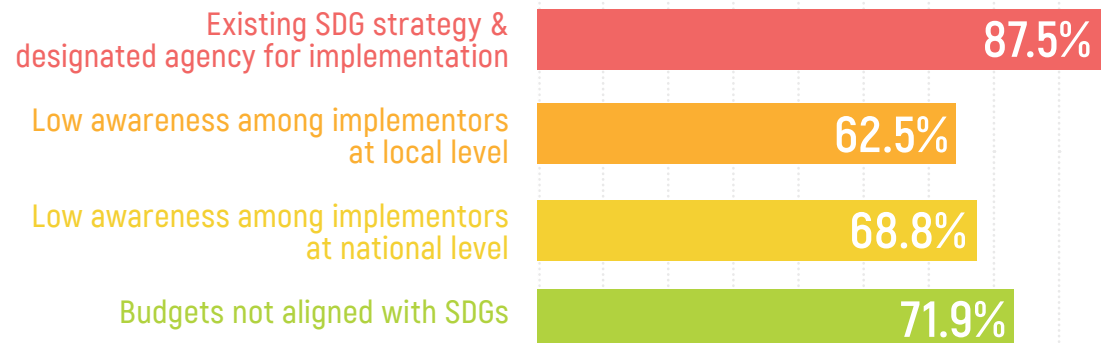 Existing SDG strategy &
designated agency for implementation
87.5%
Low awareness among implementors
at local level
62.5%
Low awareness among implementors
at national level
68.8%
Budgets not aligned with SDGs
71.9%